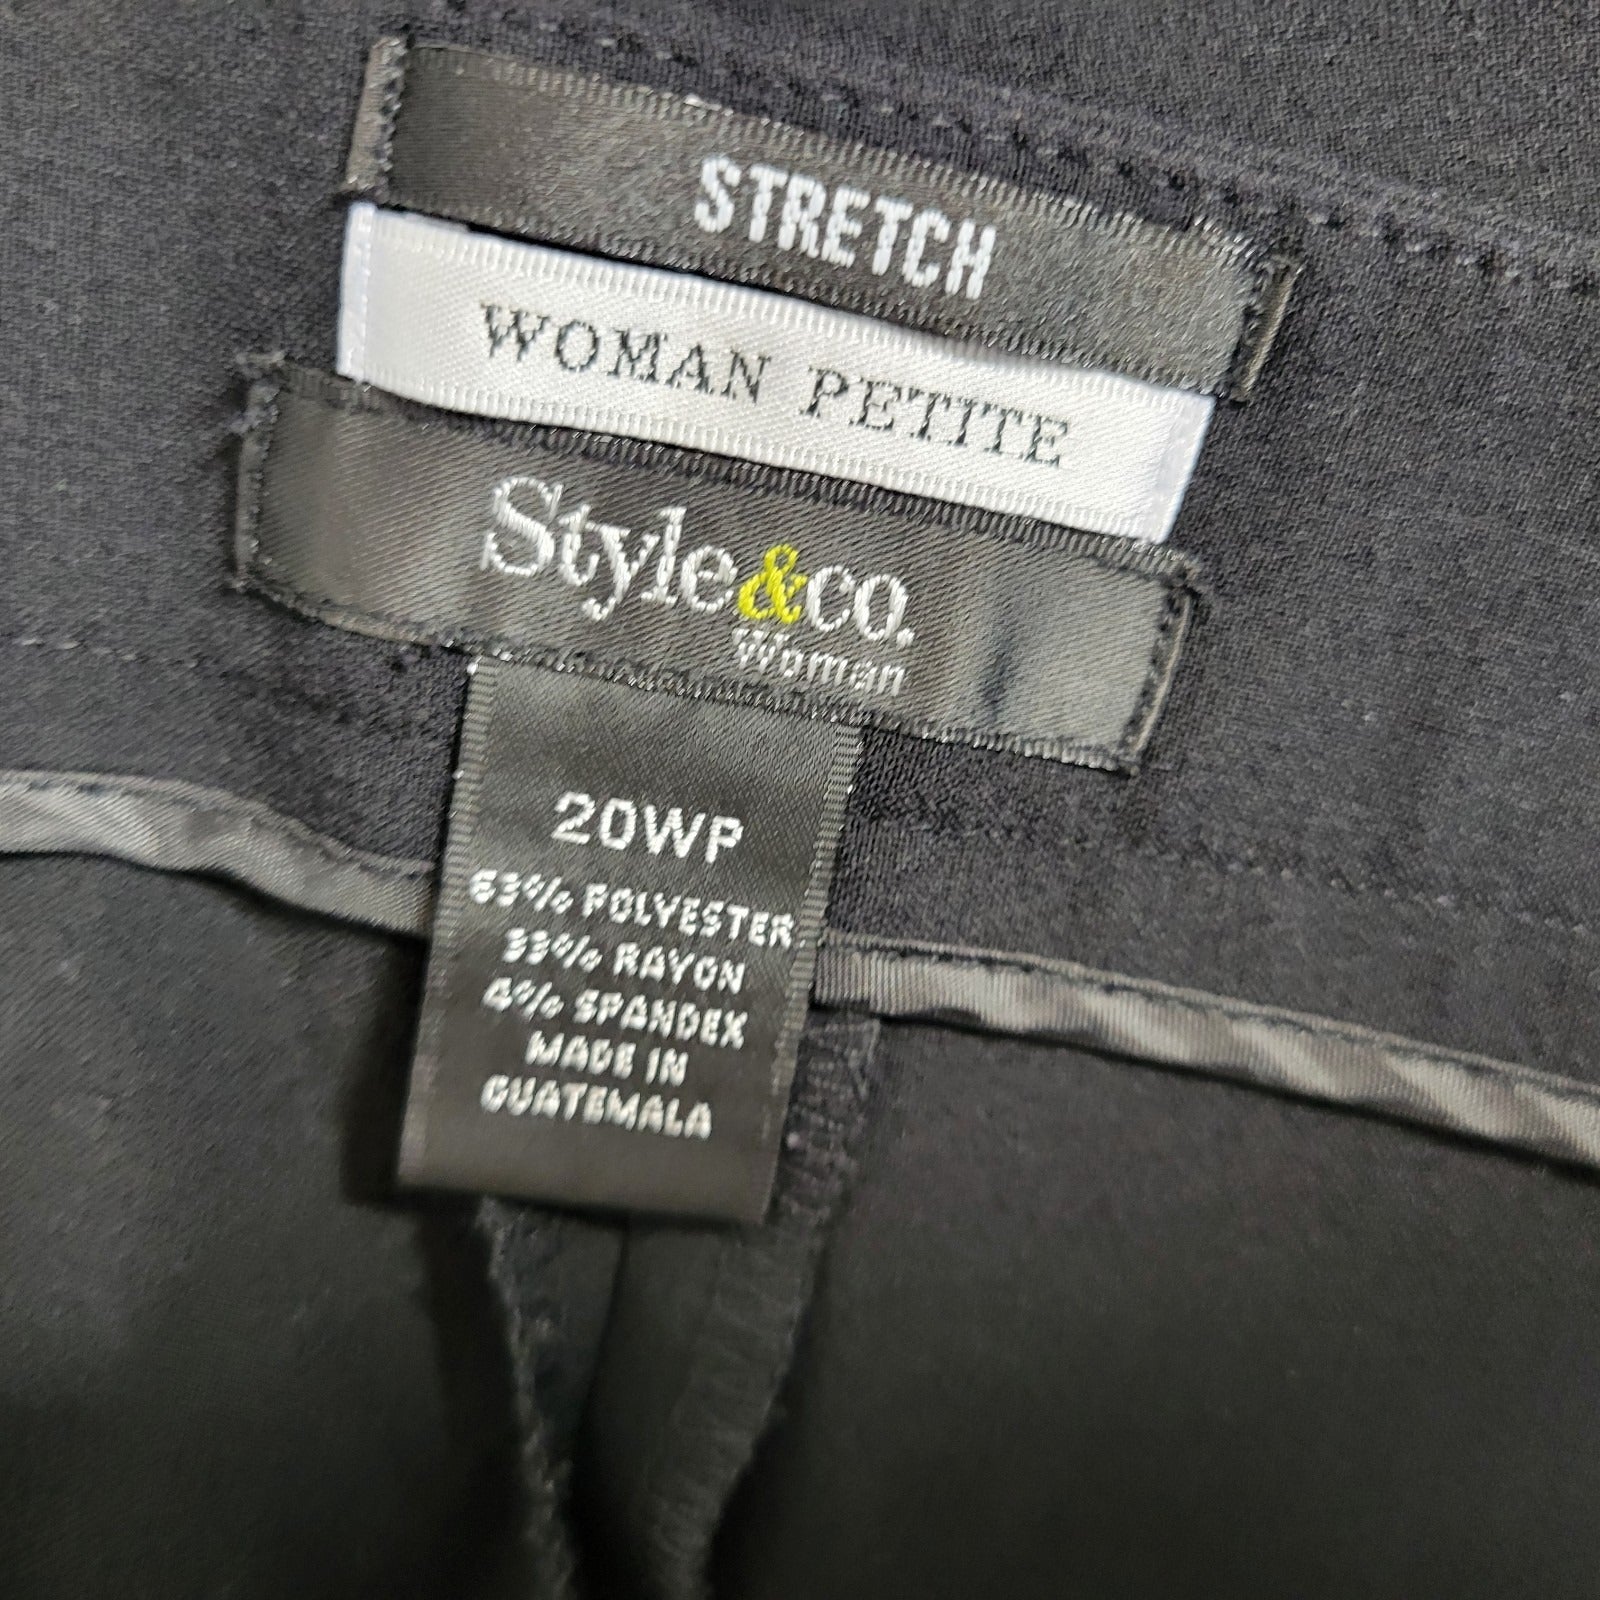 STRETCH
WOMAN PETITE
Style&co.
Woman
20WP
63% POLYESTER
33% RAYON
4% SPANDEX
MADE IN
GUATEMALA